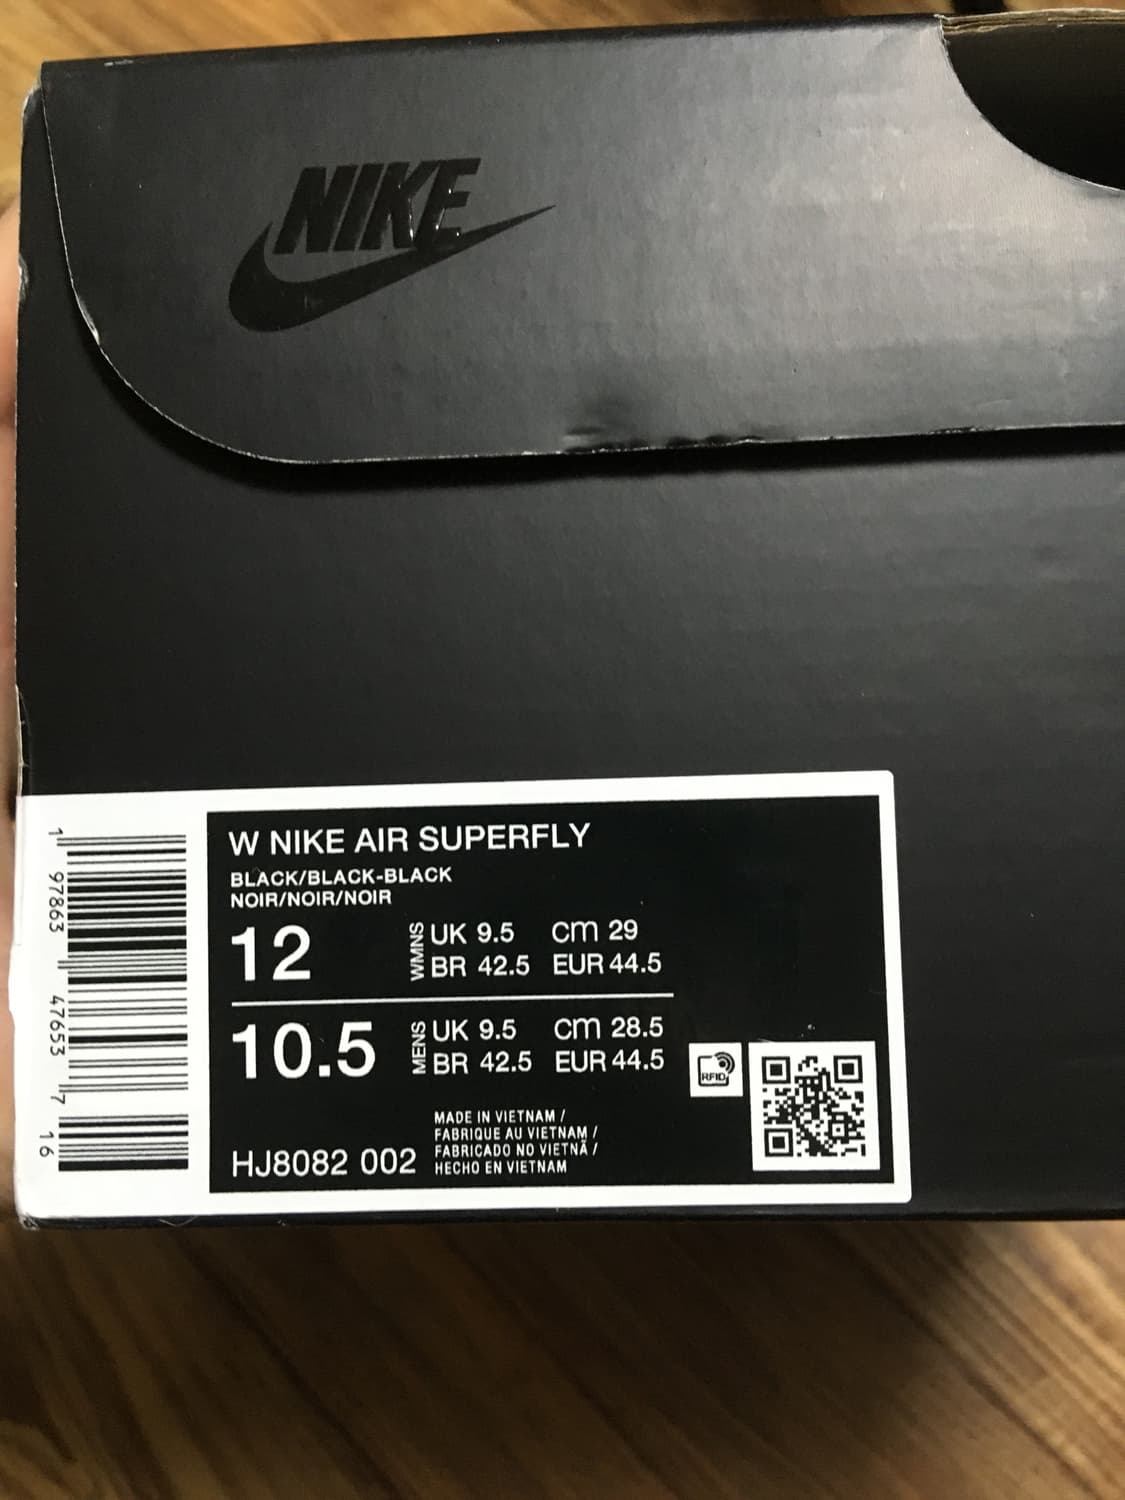 NIKE
W NIKE AIR SUPERFLY
BLACK/BLACK-BLACK
NOIR/NOIR/NOIR
12 WMNS UK 9.5 CM 29
BR 42.5 EUR 44.5
10.5 MENS UK 9.5 CM 28.5
BR 42.5 EUR 44.5
RFID
MADE IN VIETNAM /
FABRIQUE AU VIETNAM /
FABRICADO NO VIETNÃ /
HECHO EN VIETNAM
HJ8082 002
1 97863 47653 7 16